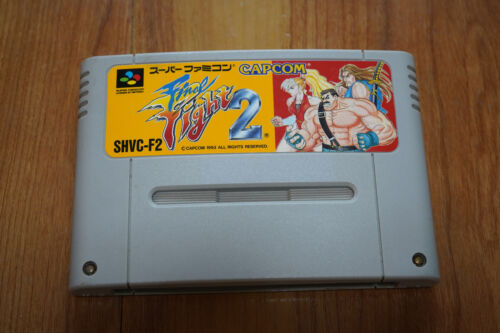 スーパーファミコン
CAPCOM
Final
Fight 2
SHVC-F2
© CAPCOM 1993 ALL RIGHTS RESERVED.